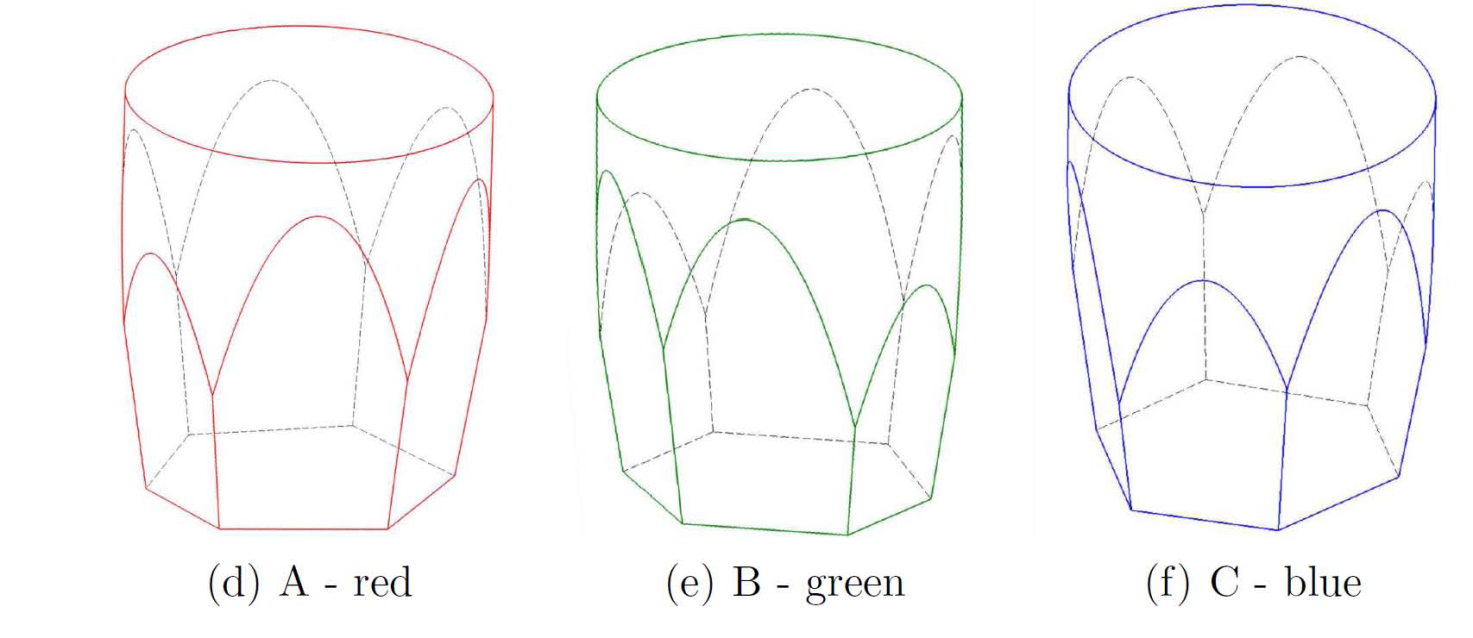 (d) A - red
(e) B - green
(f) C - blue